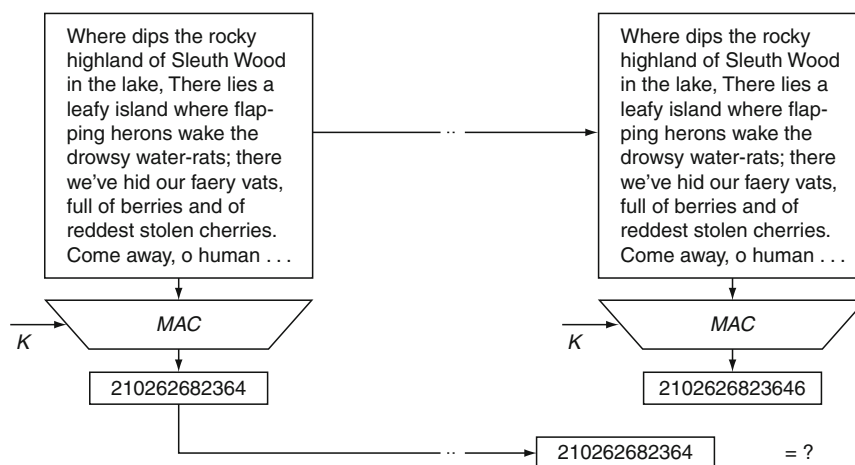 Where dips the rocky
highland of Sleuth Wood
in the lake, There lies a
leafy island where flap-
ping herons wake the
drowsy water-rats; there
we've hid our faery vats,
full of berries and of
reddest stolen cherries.
Come away, o human . . .
..
Where dips the rocky
highland of Sleuth Wood
in the lake, There lies a
leafy island where flap-
ping herons wake the
drowsy water-rats; there
we've hid our faery vats,
full of berries and of
reddest stolen cherries.
Come away, o human . . .
K
MAC
K
MAC
210262682364
2102626823646
..
210262682364
= ?